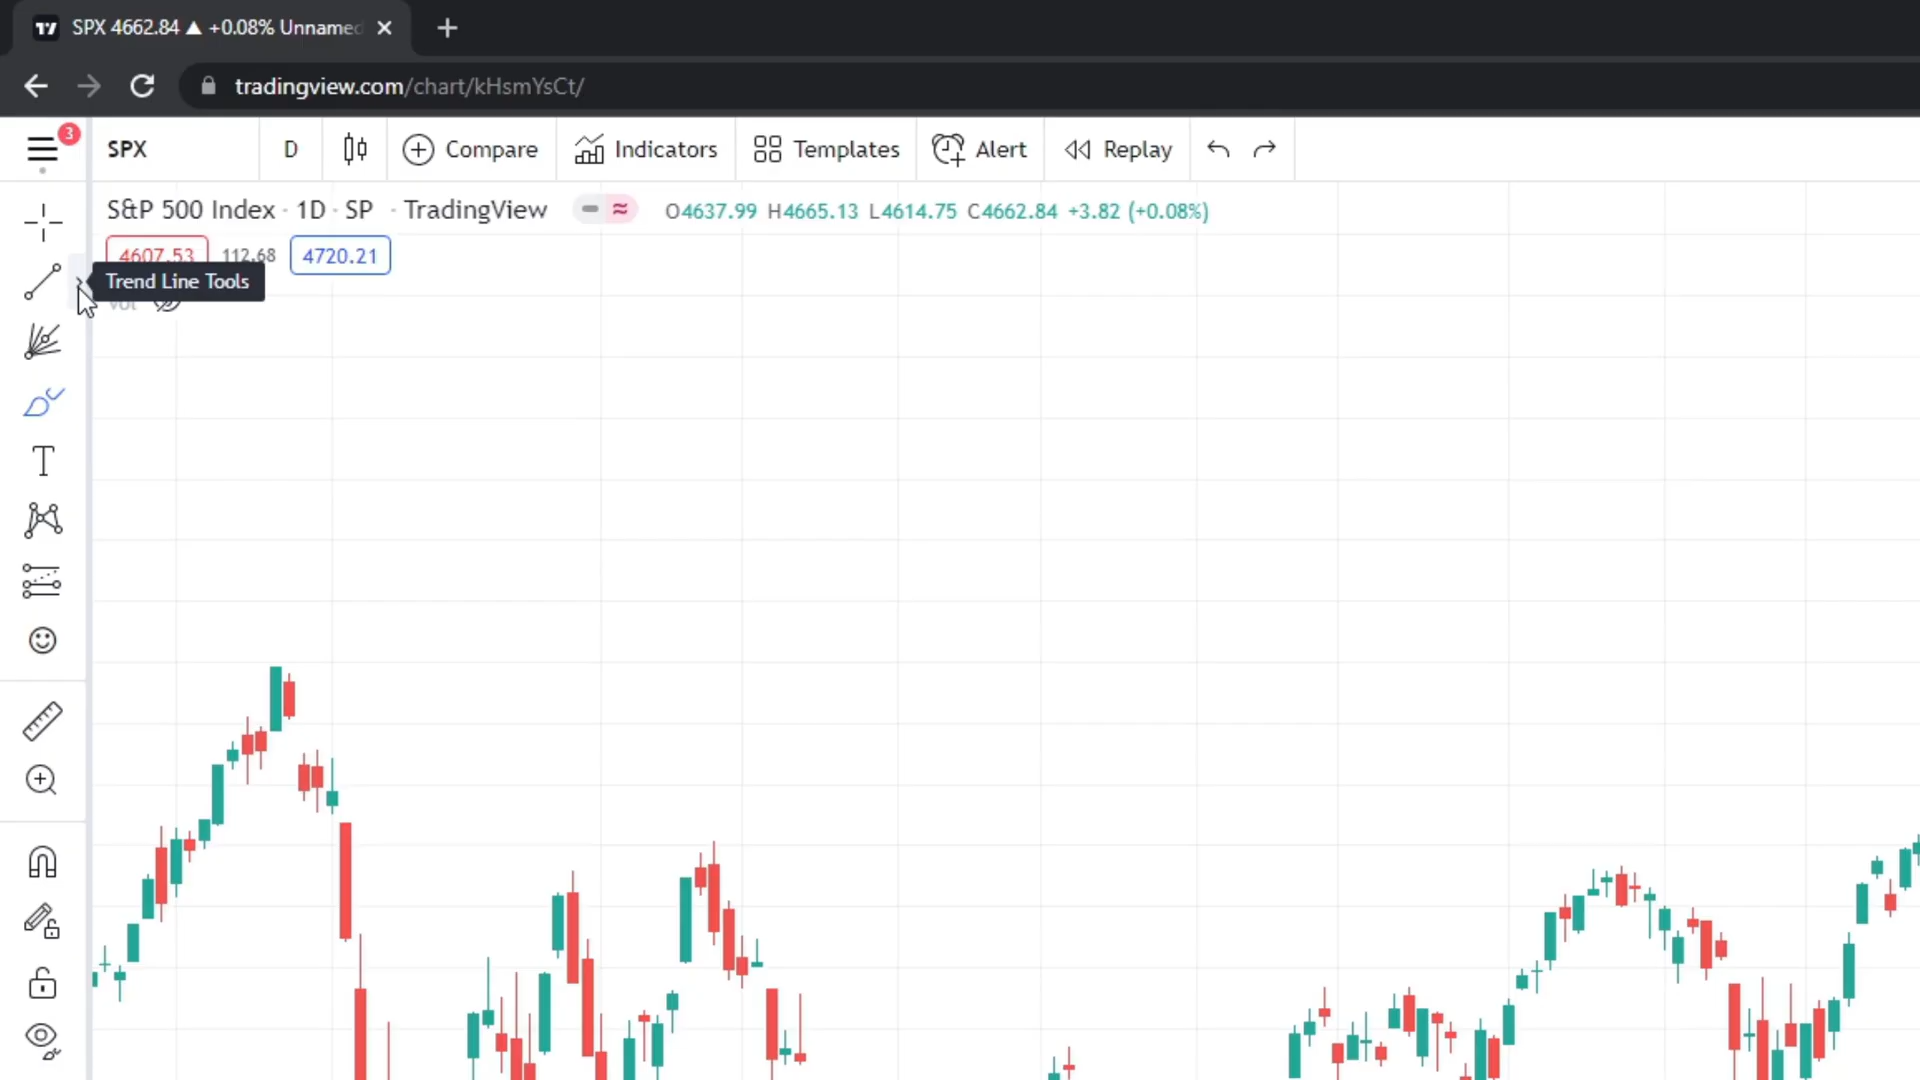 SPX 4662.84 ▲ +0.08% Unnamed
tradingview.com/chart/kHsmYsCt/
3
SPX
D
Compare
Indicators
Templates
Alert
Replay
S&P 500 Index · 1D · SP · TradingView
O4637.99 H4665.13 L4614.75 C4662.84 +3.82 (+0.08%)
4607.53
112.68
4720.21
Trend Line Tools
Vol
T